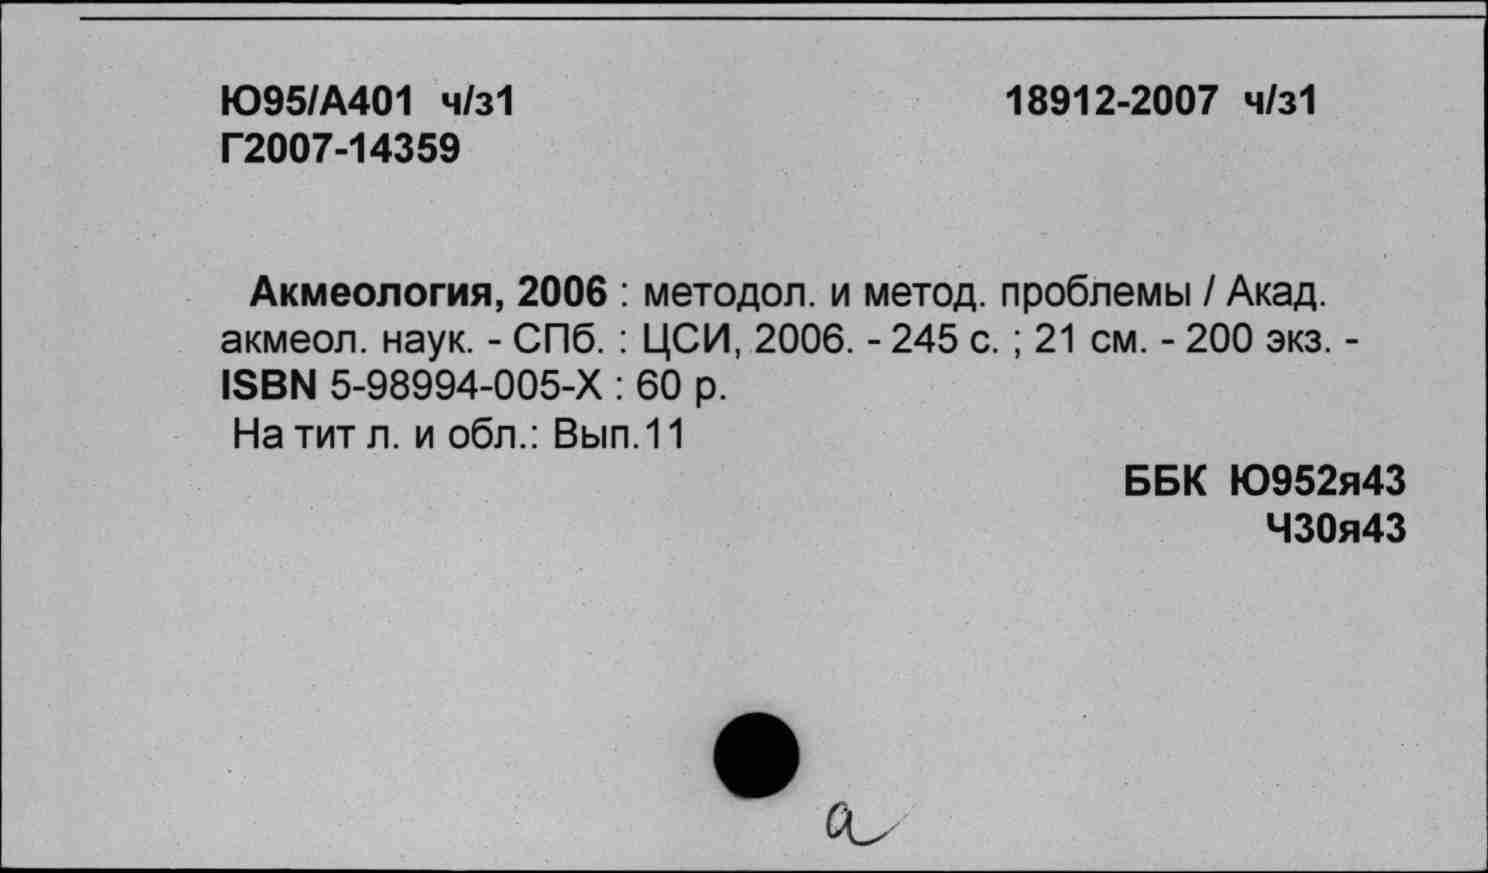 Ю95/А401 ч/з1 18912-2007 ч/з1
Г2007-14359
Акмеология, 2006 : методол. и метод. проблемы / Акад.
акмеол. наук. - СПб. : ЦСИ, 2006. - 245 с. ; 21 см. - 200 экз. -
ISBN 5-98994-005-X : 60 р.
На тит л. и обл.: Вып.11
ББК Ю952я43
Ч30я43
а